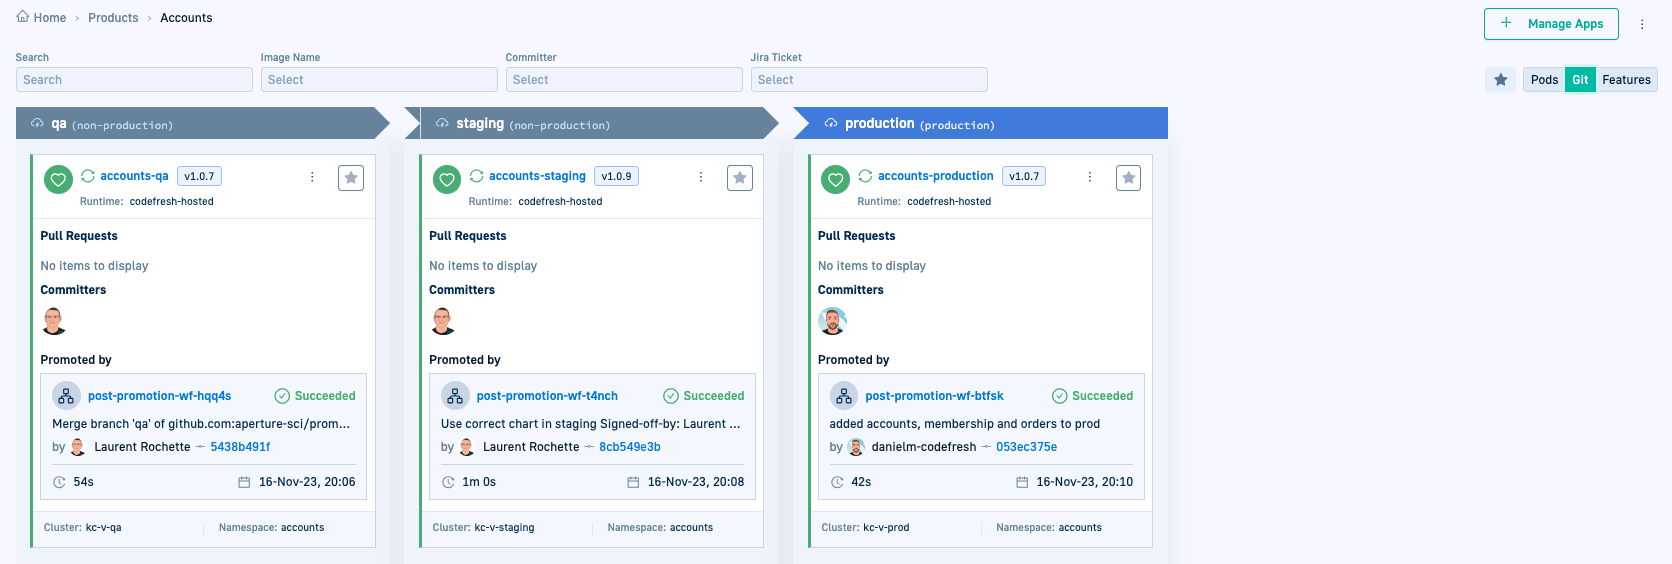 Home > Products > Accounts
+ Manage Apps
Search Image Name Committer Jira Ticket
Search Select Select Select
Pods Git Features
qa (non-production)
accounts-qa v1.0.7
Runtime: codefresh-hosted
Pull Requests
No items to display
Committers
Promoted by
post-promotion-wf-hqq4s Succeeded
Merge branch 'qa' of github.com:aperture-sci/prom...
by Laurent Rochette 5438b491f
54s 16-Nov-23, 20:06
Cluster: kc-v-qa Namespace: accounts
staging (non-production)
accounts-staging v1.0.9
Runtime: codefresh-hosted
Pull Requests
No items to display
Committers
Promoted by
post-promotion-wf-t4nch Succeeded
Use correct chart in staging Signed-off-by: Laurent ...
by Laurent Rochette 8cb549e3b
1m 0s 16-Nov-23, 20:08
Cluster: kc-v-staging Namespace: accounts
production (production)
accounts-production v1.0.7
Runtime: codefresh-hosted
Pull Requests
No items to display
Committers
Promoted by
post-promotion-wf-btfsk Succeeded
added accounts, membership and orders to prod
by danielm-codefresh 053ec375e
42s 16-Nov-23, 20:10
Cluster: kc-v-prod Namespace: accounts